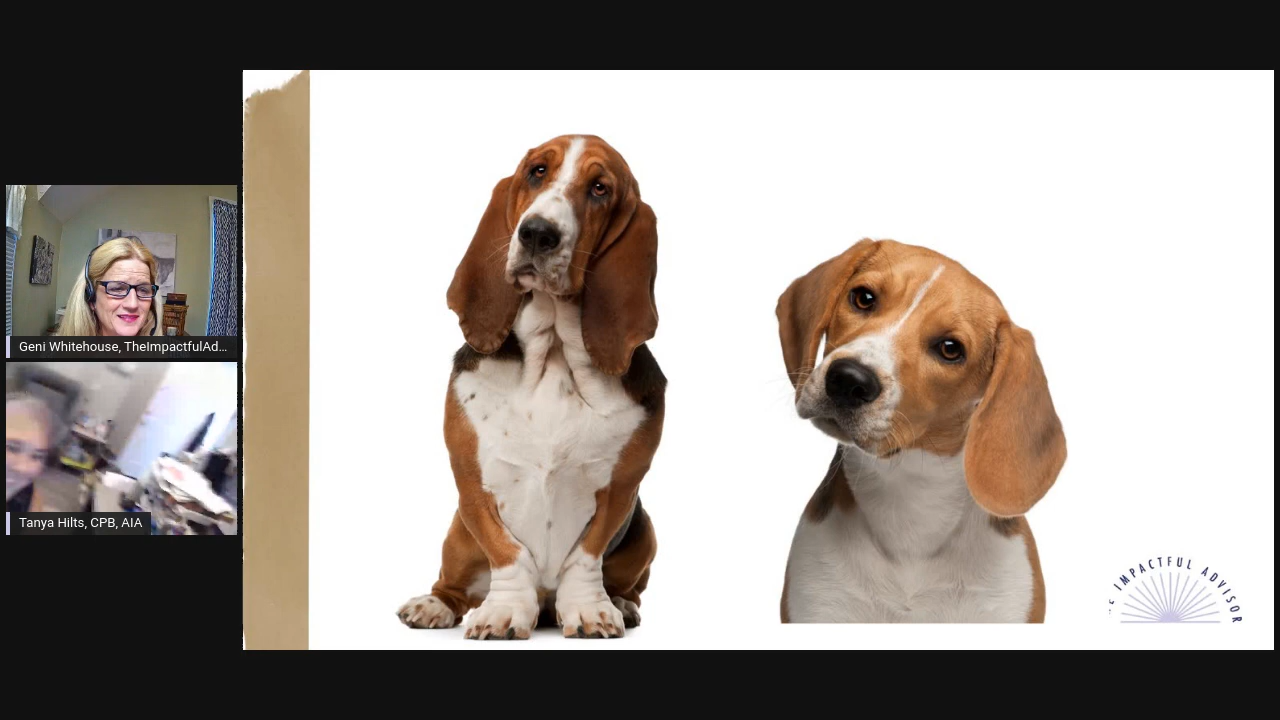 Geni Whitehouse, TheImpactfulAd...
Tanya Hilts, CPB, AIA
IMPACTFUL ADVISOR